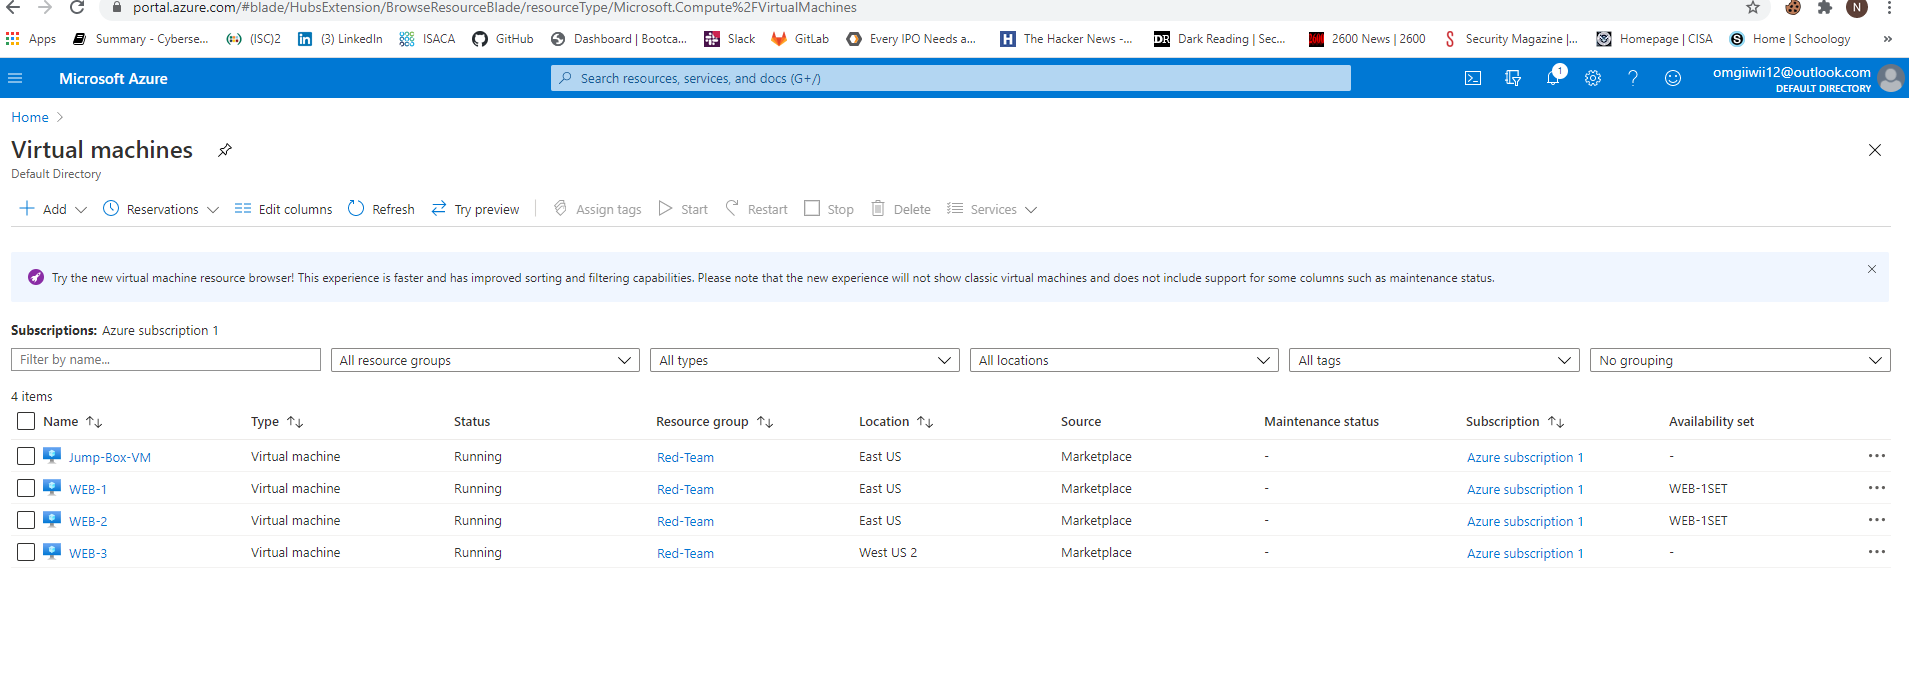 portal.azure.com/#blade/HubsExtension/BrowseResourceBlade/resourceType/Microsoft.Compute%2FVirtualMachines N
Apps Summary - Cyberse... (ISC)2 (3) LinkedIn ISACA GitHub Dashboard | Bootca... Slack GitLab Every IPO Needs a... The Hacker News -... DR Dark Reading | Sec... 2600 News | 2600 Security Magazine |... Homepage | CISA Home | Schoology »
Microsoft Azure Search resources, services, and docs (G+/) 1 omgiiwii12@outlook.com
DEFAULT DIRECTORY
Home >
Virtual machines
Default Directory
Add Reservations Edit columns Refresh Try preview Assign tags Start Restart Stop Delete Services
Try the new virtual machine resource browser! This experience is faster and has improved sorting and filtering capabilities. Please note that the new experience will not show classic virtual machines and does not include support for some columns such as maintenance status.
Subscriptions: Azure subscription 1
Filter by name... All resource groups All types All locations All tags No grouping
4 items
Name Type Status Resource group Location Source Maintenance status Subscription Availability set
Jump-Box-VM Virtual machine Running Red-Team East US Marketplace - Azure subscription 1 - ...
WEB-1 Virtual machine Running Red-Team East US Marketplace - Azure subscription 1 WEB-1SET ...
WEB-2 Virtual machine Running Red-Team East US Marketplace - Azure subscription 1 WEB-1SET ...
WEB-3 Virtual machine Running Red-Team West US 2 Marketplace - Azure subscription 1 - ...